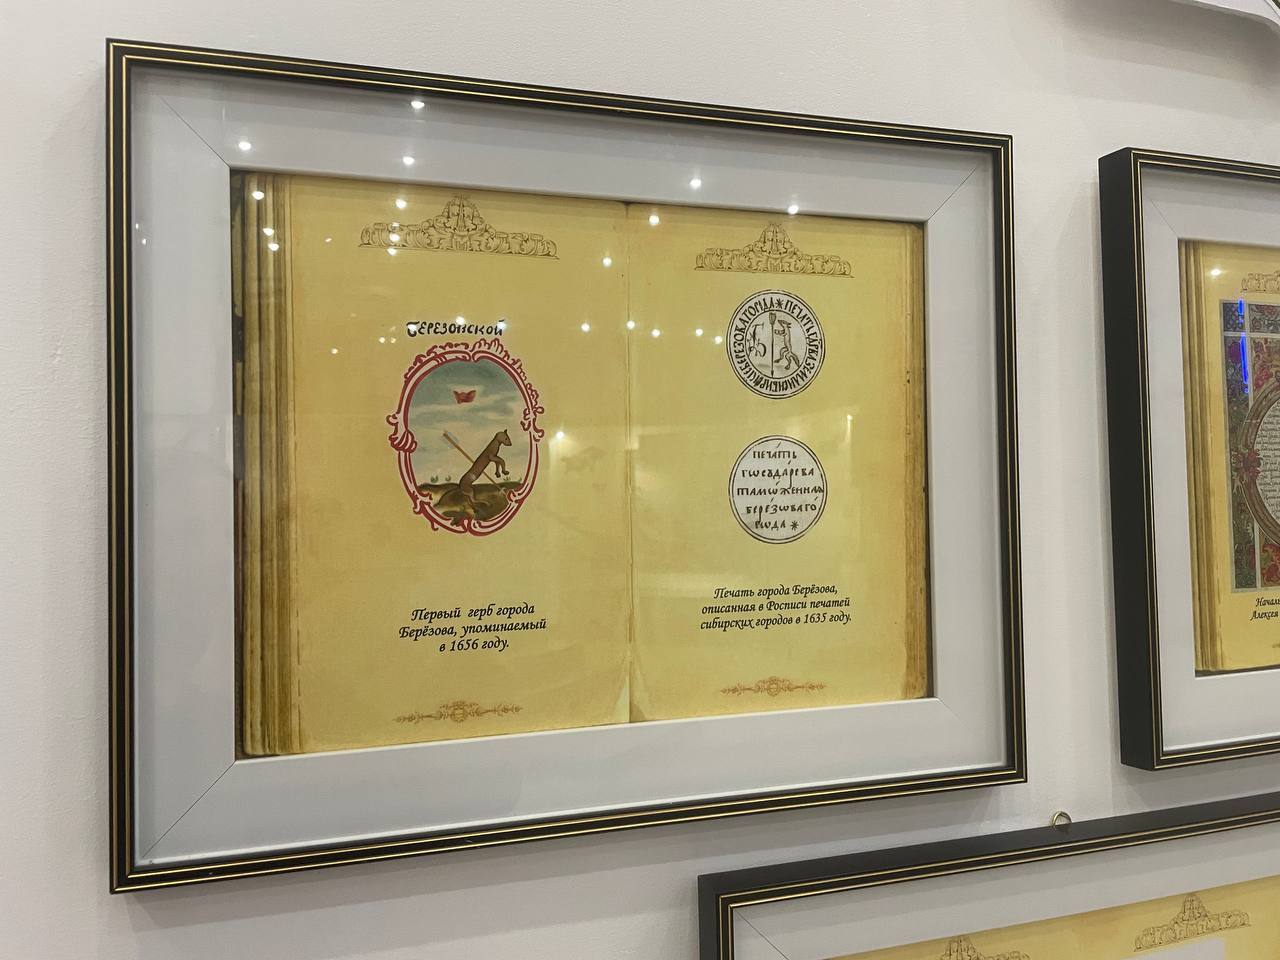 БЕРЕЗОВСКОЙ
Первый герб города
Берёзова, упоминаемый
в 1656 году.
ПЕЧАТЬ
ГОСУДАРЕВА
ТАМОЖЕННАЯ
БЕРЕЗОВАГО
Печать города Берёзова,
описанная в Росписи печатей
сибирских городов в 1635 году.
Алексея